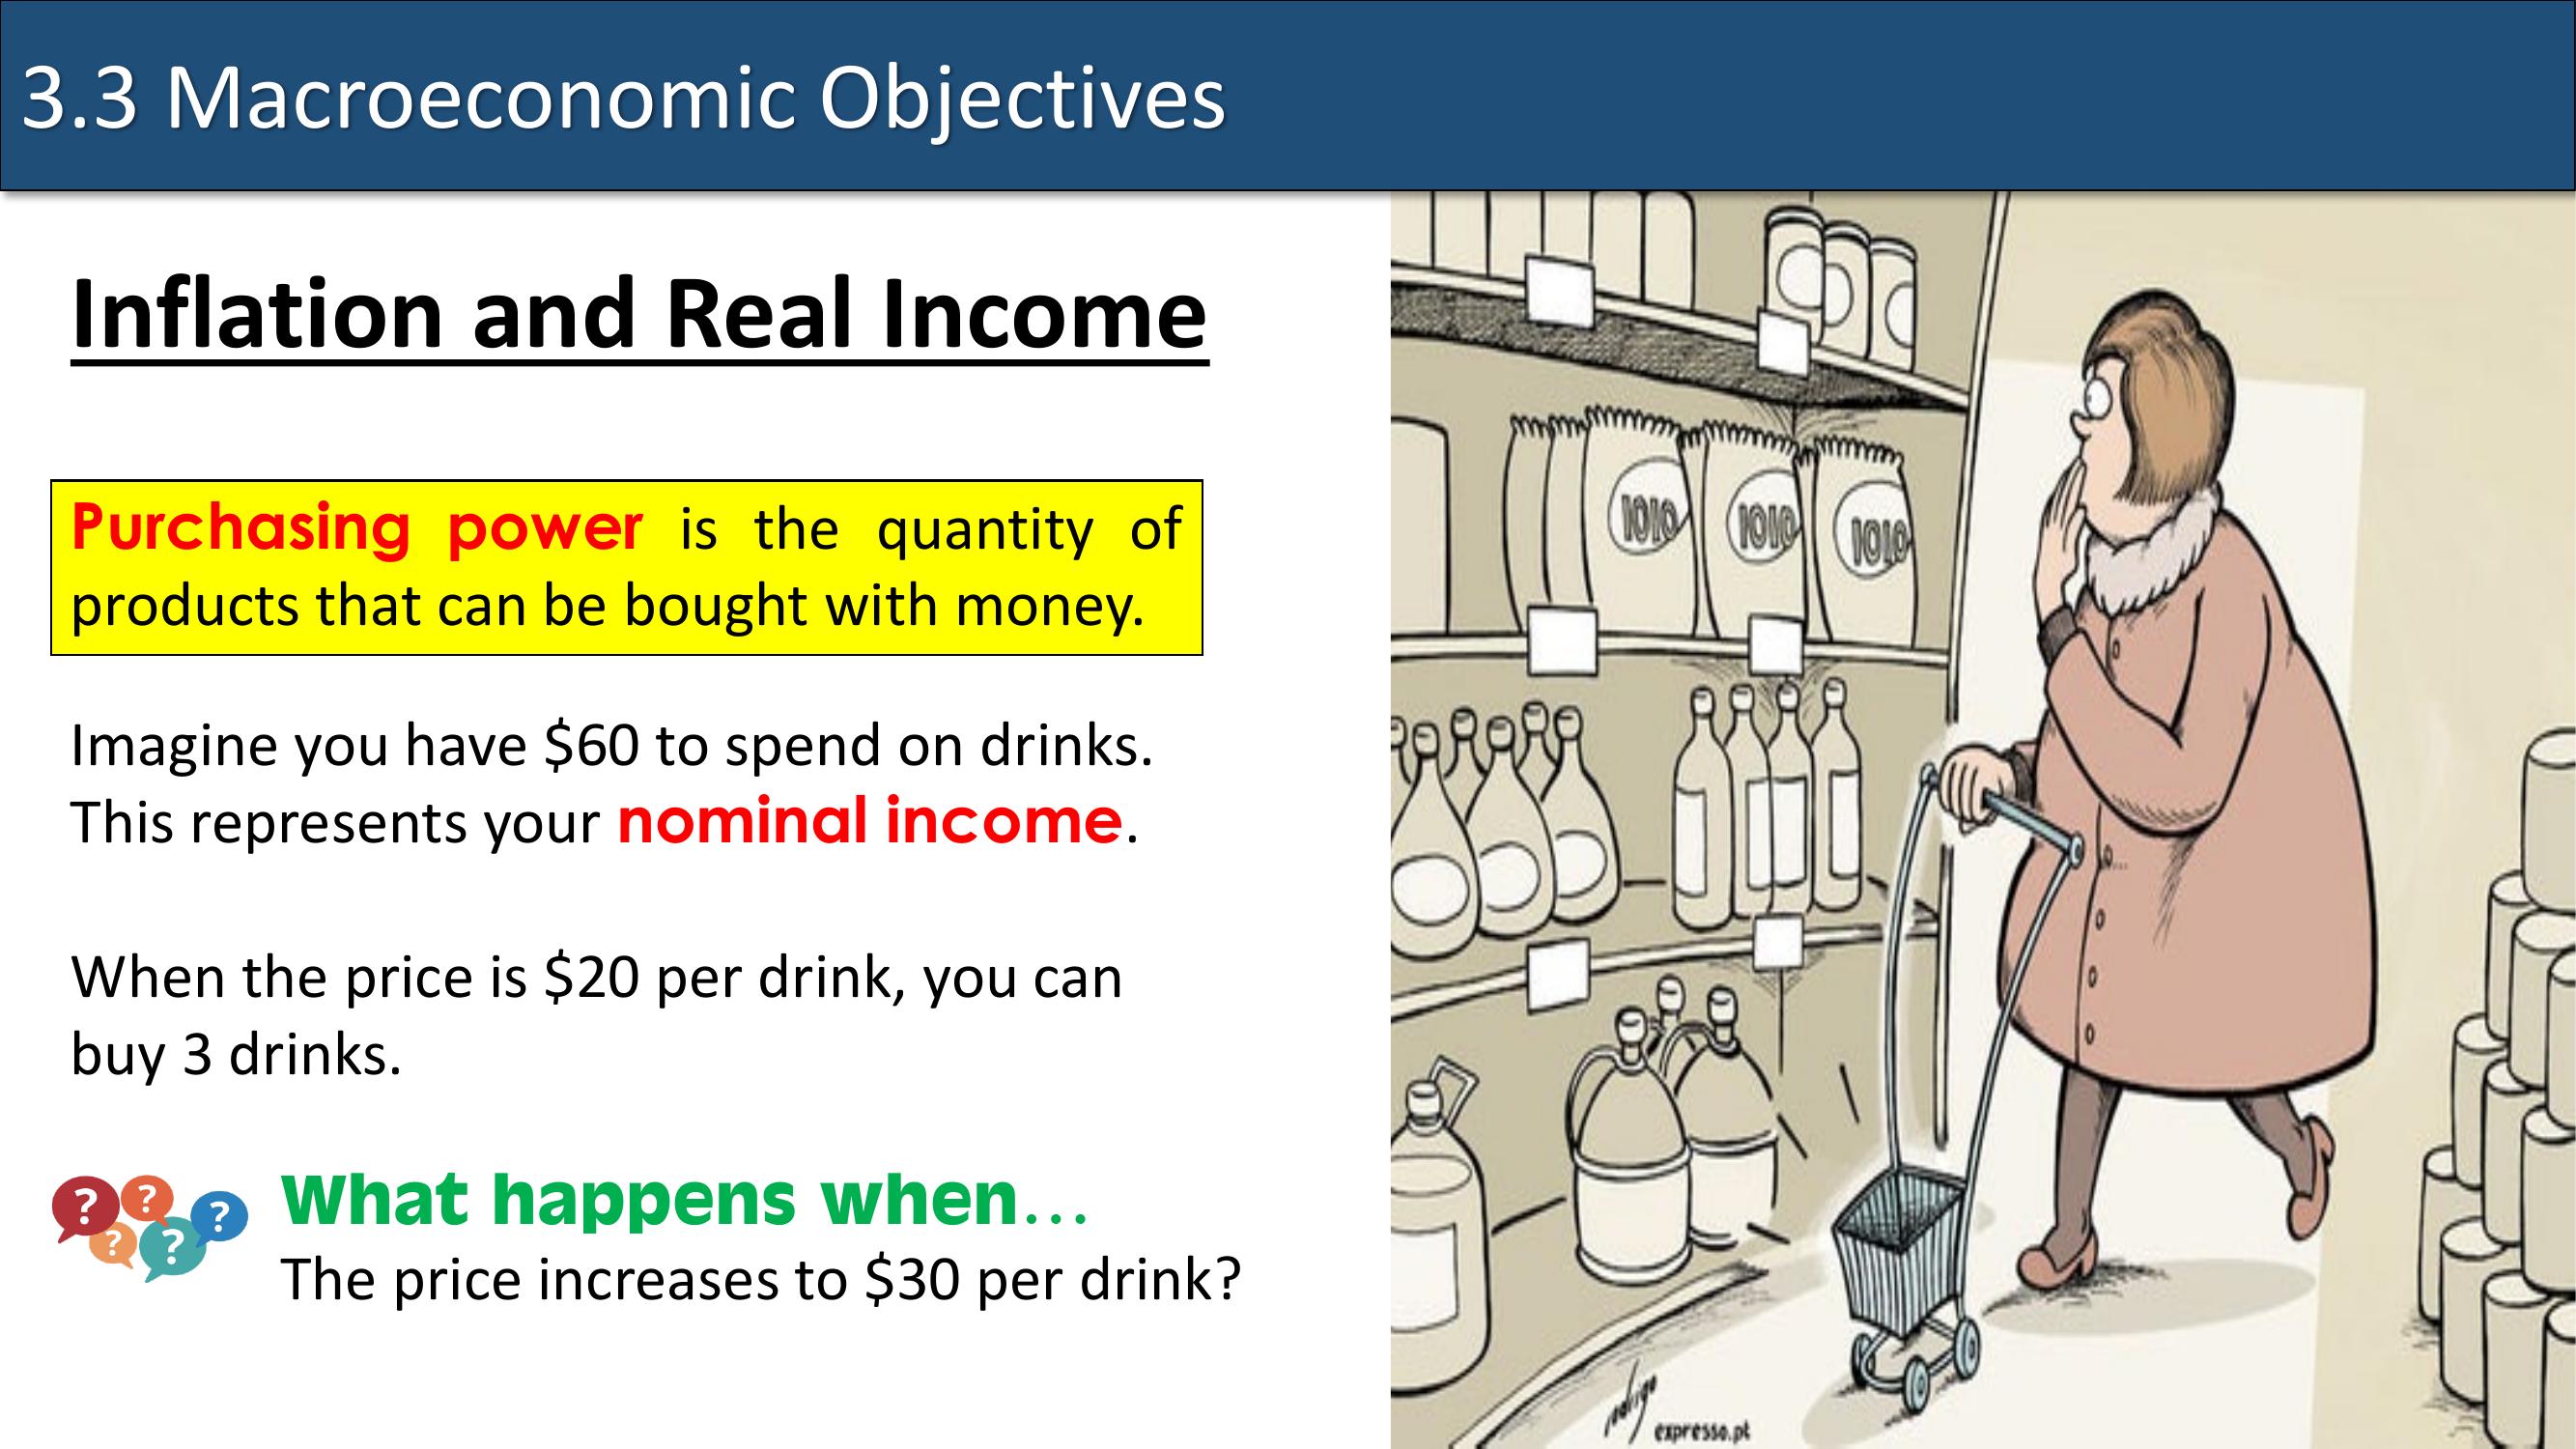 3.3 Macroeconomic Objectives
Inflation and Real Income
Purchasing power is the quantity of
products that can be bought with money.
Imagine you have $60 to spend on drinks.
This represents your nominal income.
When the price is $20 per drink, you can
buy 3 drinks.
? ? ? ? ?
What happens when…
The price increases to $30 per drink?
1010 1010 1010
rodrigo
expresso.pt